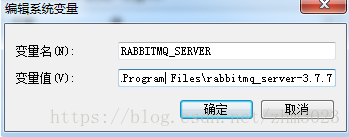 编辑系统变量
变量名(N): RABBITMQ_SERVER
变量值(V): .Program Files\rabbitmq_server-3.7.7
确定 取消